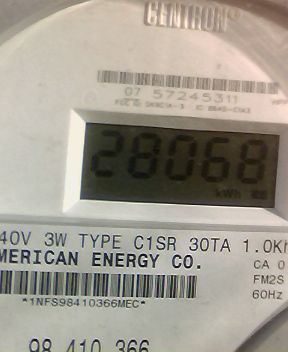 CENTRON®
07 57245311
28068
kWh
40V 3W TYPE C1SR 30TA 1.0Kh
MERICAN ENERGY CO.
CA 0
FM2S
60Hz
*1NFS98410366MEC*
98 410 366